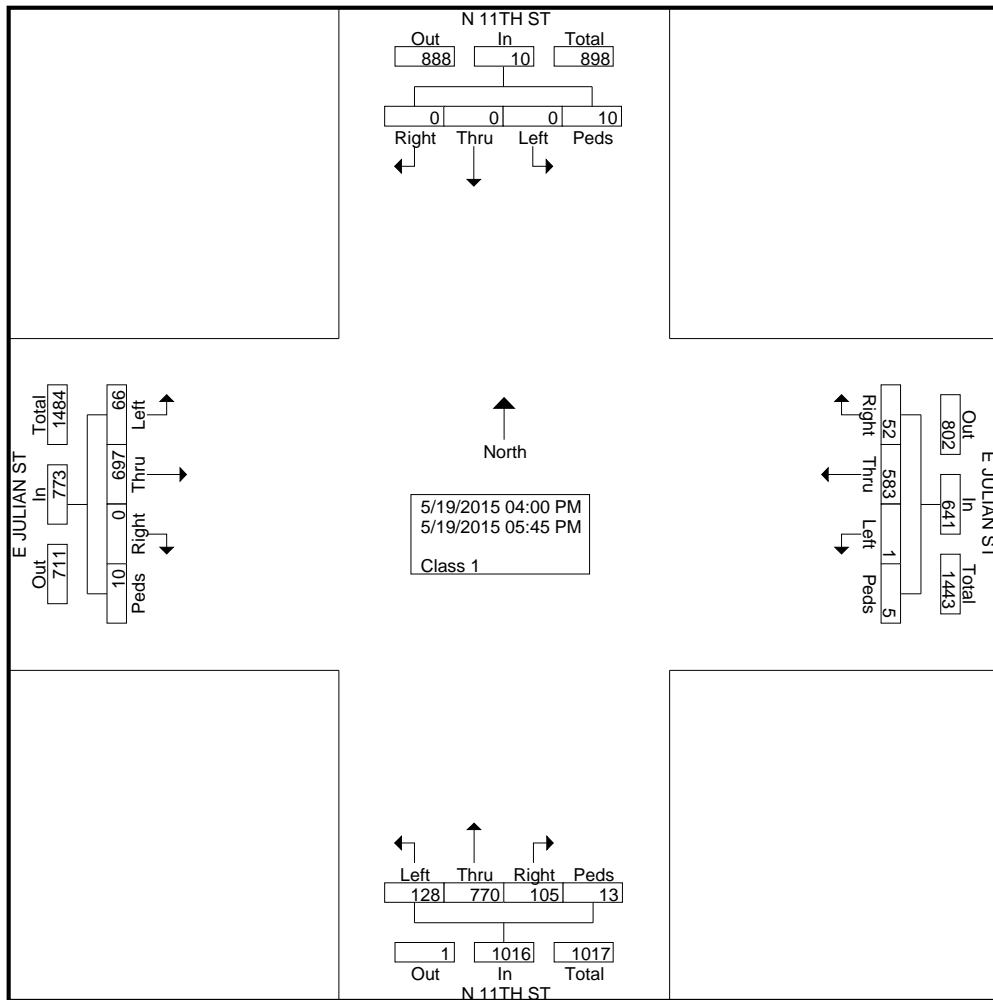 N 11TH ST
Out In Total
888 10 898
0 0 0 10
Right Thru Left Peds
E JULIAN ST
Total In Out
1484 773 711
66 697 0 10
Left Thru Right Peds
North
5/19/2015 04:00 PM
5/19/2015 05:45 PM
Class 1
Right Thru Left Peds
52 583 1 5
Out In Total
802 641 1443
E JULIAN ST
Left Thru Right Peds
128 770 105 13
1 1016 1017
Out In Total
N 11TH ST